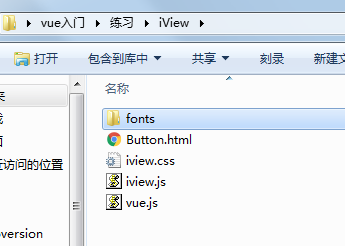 vue入门 ▸ 练习 ▸ iView ▸
打开 包含到库中 共享 刻录 新建文
名称
fonts
Button.html
iview.css
iview.js
vue.js
面
访问的位置
oversion